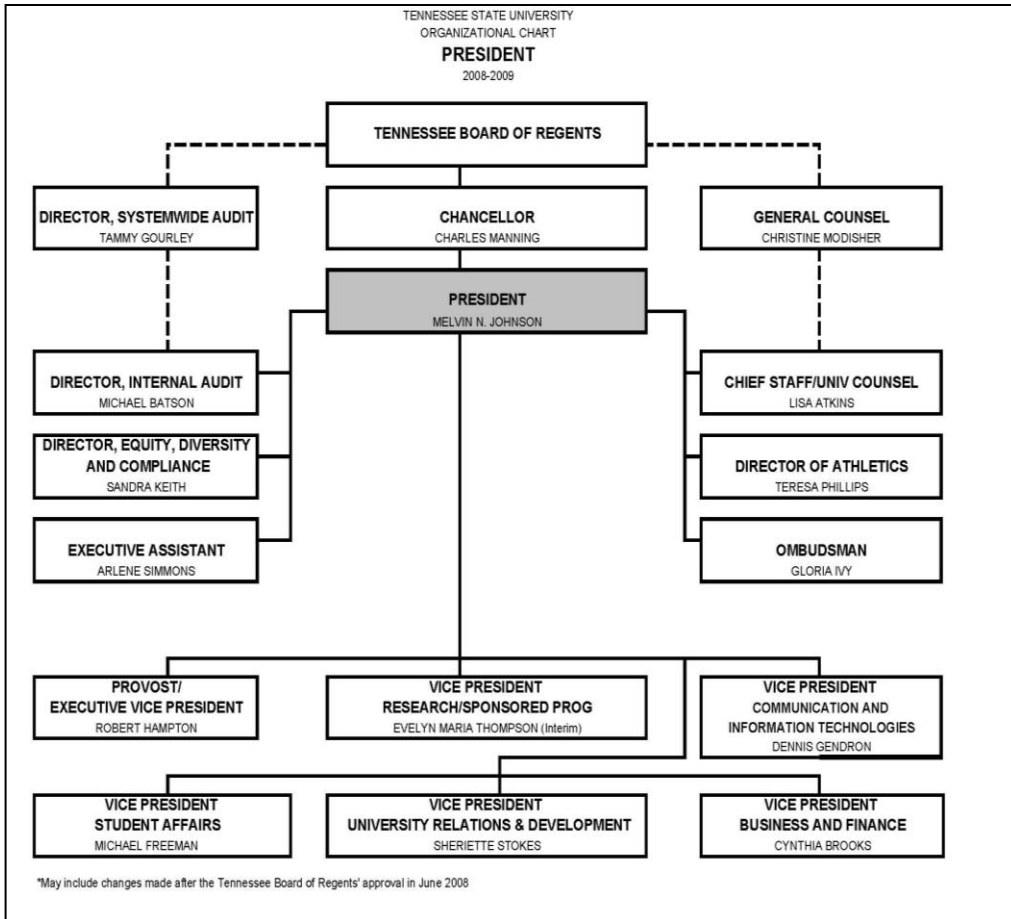 TENNESSEE STATE UNIVERSITY
ORGANIZATIONAL CHART
PRESIDENT
2008-2009
TENNESSEE BOARD OF REGENTS
DIRECTOR, SYSTEMWIDE AUDIT
TAMMY GOURLEY
CHANCELLOR
CHARLES MANNING
GENERAL COUNSEL
CHRISTINE MODISHER
PRESIDENT
MELVIN N. JOHNSON
DIRECTOR, INTERNAL AUDIT
MICHAEL BATSON
CHIEF STAFF/UNIV COUNSEL
LISA ATKINS
DIRECTOR, EQUITY, DIVERSITY
AND COMPLIANCE
SANDRA KEITH
DIRECTOR OF ATHLETICS
TERESA PHILLIPS
EXECUTIVE ASSISTANT
ARLENE SIMMONS
OMBUDSMAN
GLORIA IVY
PROVOST/
EXECUTIVE VICE PRESIDENT
ROBERT HAMPTON
VICE PRESIDENT
RESEARCH/SPONSORED PROG
EVELYN MARIA THOMPSON (Interim)
VICE PRESIDENT
COMMUNICATION AND
INFORMATION TECHNOLOGIES
DENNIS GENDRON
VICE PRESIDENT
STUDENT AFFAIRS
MICHAEL FREEMAN
VICE PRESIDENT
UNIVERSITY RELATIONS & DEVELOPMENT
SHERIETTE STOKES
VICE PRESIDENT
BUSINESS AND FINANCE
CYNTHIA BROOKS
*May include changes made after the Tennessee Board of Regents' approval in June 2008